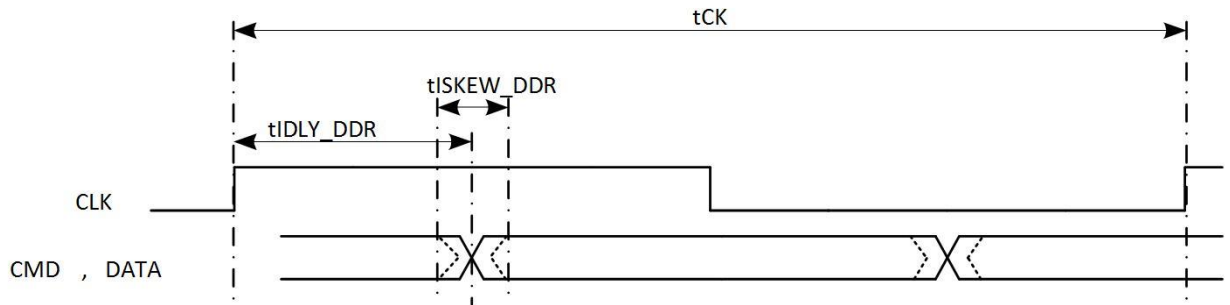 tCK
tISKEW_DDR
tIDLY_DDR
CLK
CMD , DATA